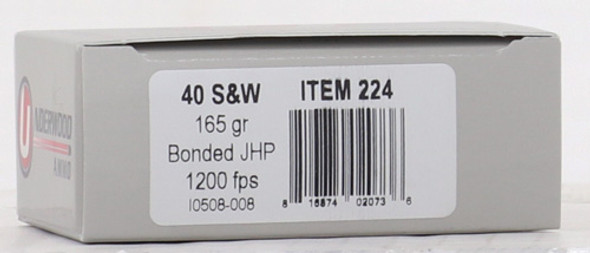 UNDERWOOD
AMMO
40 S&W ITEM 224
165 gr
Bonded JHP
1200 fps
I0508-008
8 16874 02073 6